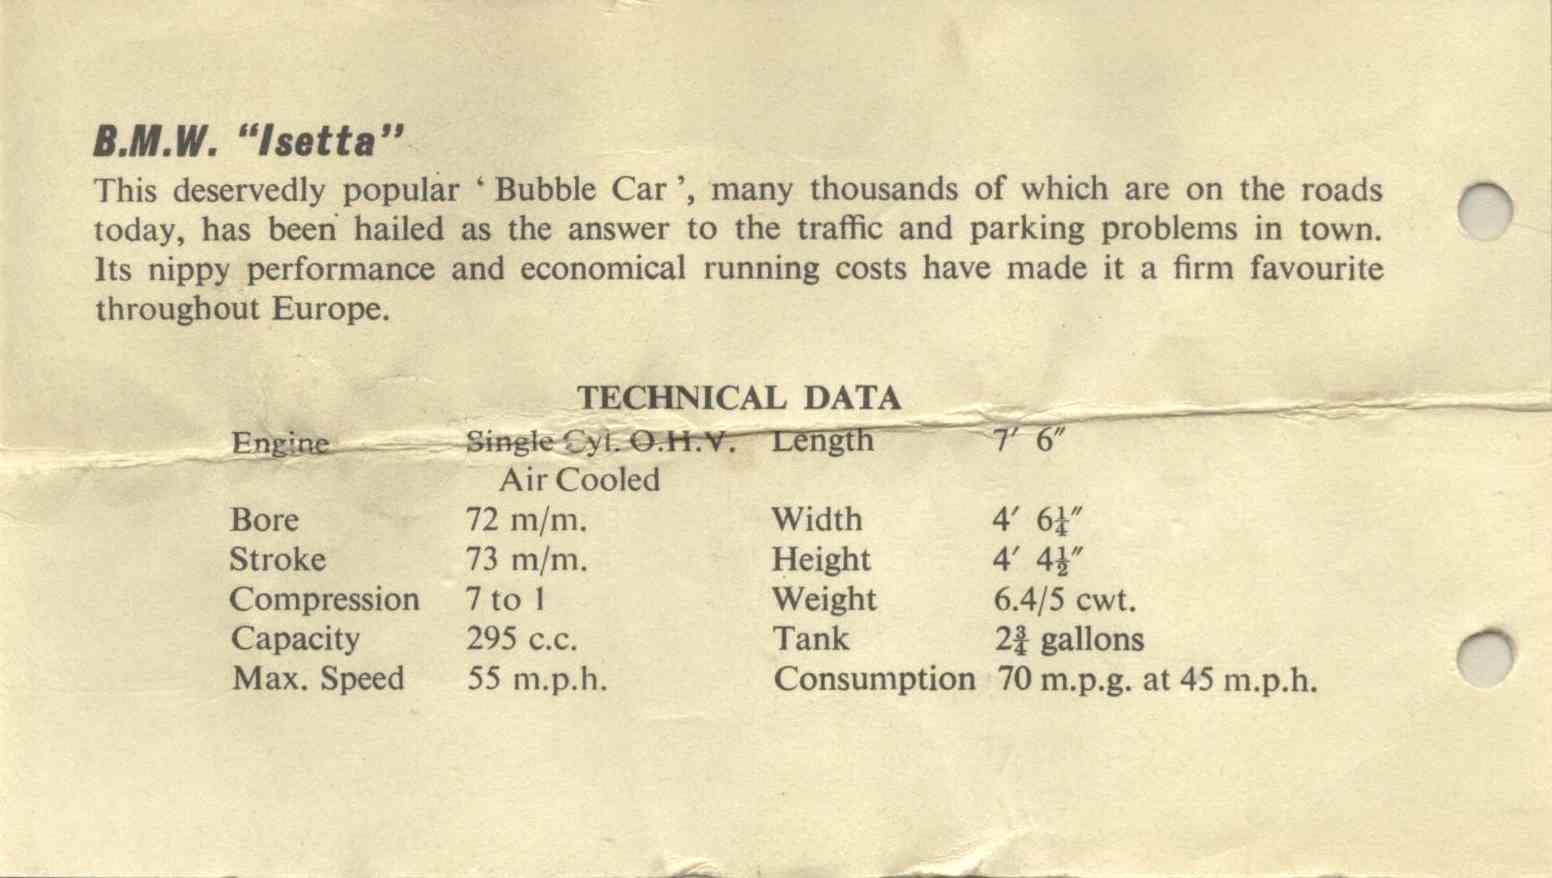 B.M.W. "Isetta"
This deservedly popular ‘ Bubble Car ’, many thousands of which are on the roads
today, has been hailed as the answer to the traffic and parking problems in town.
Its nippy performance and economical running costs have made it a firm favourite
throughout Europe.
TECHNICAL DATA
Engine Single Cyl. O.H.V. Length 7′ 6″
Air Cooled
Bore 72 m/m. Width 4′ 6¼″
Stroke 73 m/m. Height 4′ 4½″
Compression 7 to 1 Weight 6.4/5 cwt.
Capacity 295 c.c. Tank 2¾ gallons
Max. Speed 55 m.p.h. Consumption 70 m.p.g. at 45 m.p.h.